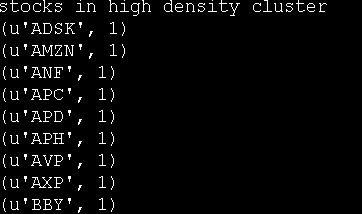 stocks in high density cluster
(u'ADSK', 1)
(u'AMZN', 1)
(u'ANF', 1)
(u'APC', 1)
(u'APD', 1)
(u'APH', 1)
(u'AVP', 1)
(u'AXP', 1)
(u'BBY', 1)